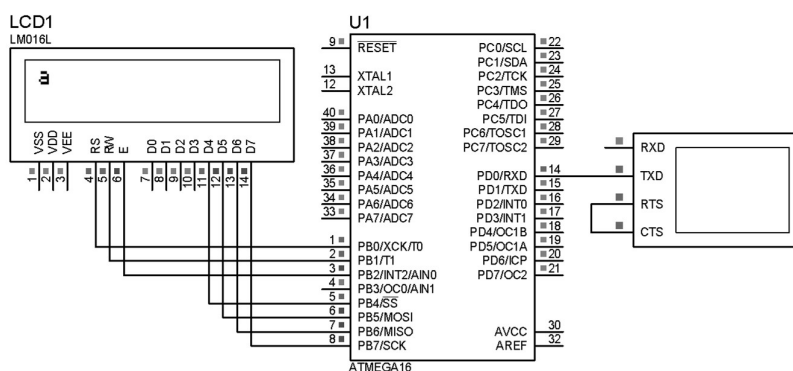 LCD1
LM016L
VSS
VDD
VEE
RS
RW
E
D0
D1
D2
D3
D4
D5
D6
D7
1
2
3
4
5
6
7
8
9
10
11
12
13
14
U1
9 RESET
13 XTAL1
12 XTAL2
40 PA0/ADC0
39 PA1/ADC1
38 PA2/ADC2
37 PA3/ADC3
36 PA4/ADC4
35 PA5/ADC5
34 PA6/ADC6
33 PA7/ADC7
1 PB0/XCK/T0
2 PB1/T1
3 PB2/INT2/AIN0
4 PB3/OC0/AIN1
5 PB4/SS
6 PB5/MOSI
7 PB6/MISO
8 PB7/SCK
PC0/SCL 22
PC1/SDA 23
PC2/TCK 24
PC3/TMS 25
PC4/TDO 26
PC5/TDI 27
PC6/TOSC1 28
PC7/TOSC2 29
PD0/RXD 14
PD1/TXD 15
PD2/INT0 16
PD3/INT1 17
PD4/OC1B 18
PD5/OC1A 19
PD6/ICP 20
PD7/OC2 21
AVCC 30
AREF 32
ATMEGA16
RXD
TXD
RTS
CTS